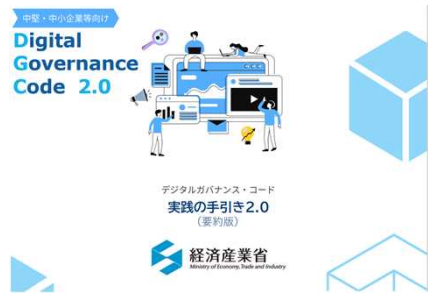 中堅・中小企業等向け
Digital
Governance
Code 2.0
デジタルガバナンス・コード
実践の手引き2.0
(要約版)
経済産業省
Ministry of Economy, Trade and Industry